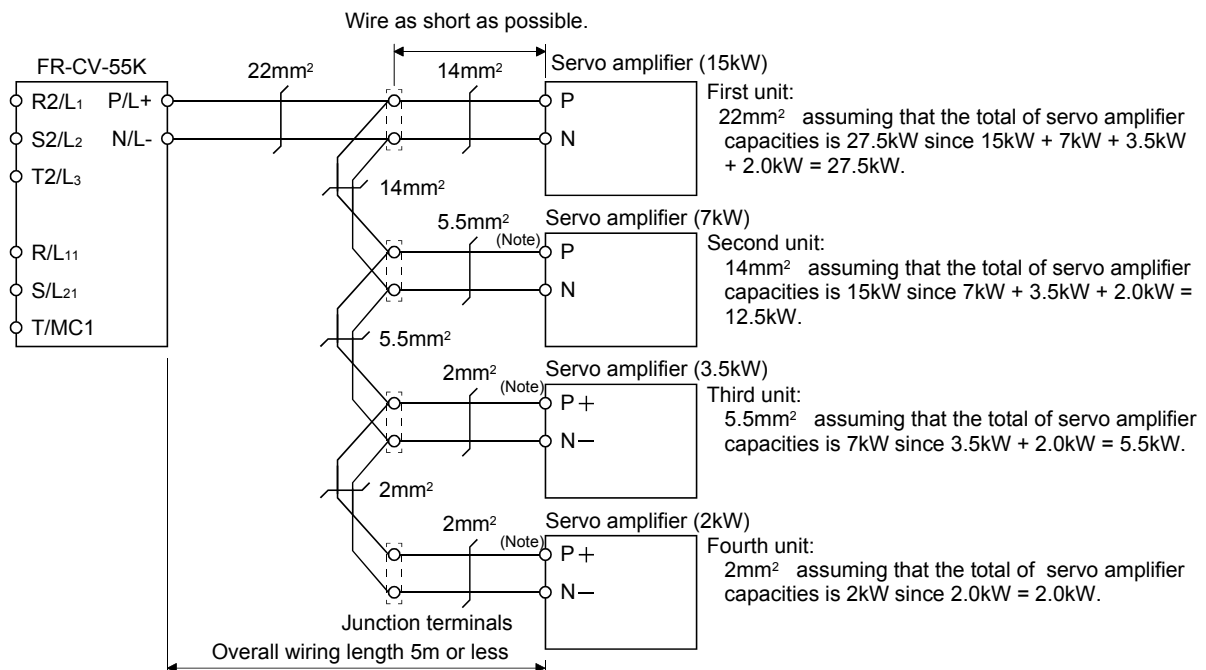 Wire as short as possible.
FR-CV-55K
R2/L1 P/L+
S2/L2 N/L-
T2/L3
R/L11
S/L21
T/MC1
22mm²
14mm²
Servo amplifier (15kW)
P
N
First unit:
22mm² assuming that the total of servo amplifier
capacities is 27.5kW since 15kW + 7kW + 3.5kW
+ 2.0kW = 27.5kW.
14mm²
5.5mm²
(Note)
Servo amplifier (7kW)
P
N
Second unit:
14mm² assuming that the total of servo amplifier
capacities is 15kW since 7kW + 3.5kW + 2.0kW =
12.5kW.
5.5mm²
2mm²
(Note)
Servo amplifier (3.5kW)
P+
N−
Third unit:
5.5mm² assuming that the total of servo amplifier
capacities is 7kW since 3.5kW + 2.0kW = 5.5kW.
2mm²
2mm²
(Note)
Servo amplifier (2kW)
P+
N−
Fourth unit:
2mm² assuming that the total of servo amplifier
capacities is 2kW since 2.0kW = 2.0kW.
Junction terminals
Overall wiring length 5m or less